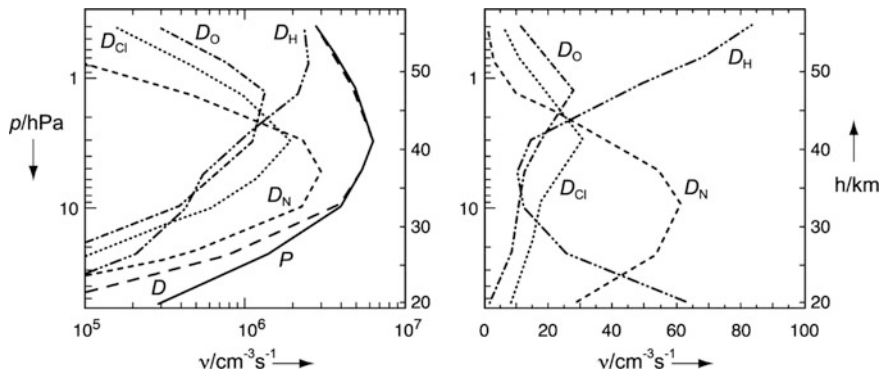 D_Cl D_O D_H
1
50
p/hPa
40
D_N
10
30
D P
20
10^5 10^6 10^7
ν/cm⁻³s⁻¹
D_O
D_H
1
50
40
h/km
D_Cl D_N
10
30
20
0 20 40 60 80 100
ν/cm⁻³s⁻¹